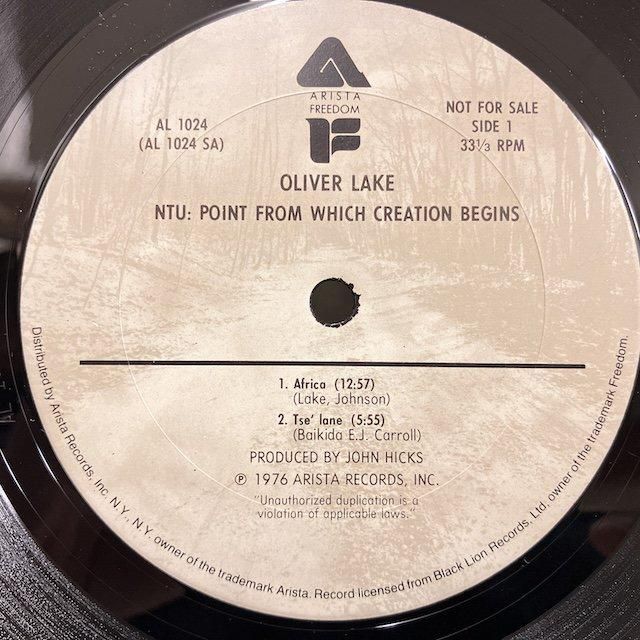 ARISTA
FREEDOM
AL 1024
(AL 1024 SA)
NOT FOR SALE
SIDE 1
33⅓ RPM
OLIVER LAKE
NTU: POINT FROM WHICH CREATION BEGINS
1. Africa (12:57)
(Lake, Johnson)
2. Tse' lane (5:55)
(Baikida E.J. Carroll)
PRODUCED BY JOHN HICKS
℗ 1976 ARISTA RECORDS, INC.
"Unauthorized duplication is a
violation of applicable laws."
Distributed by Arista Records, Inc. N.Y., N.Y. owner of the trademark Arista. Record licensed from Black Lion Records, Ltd. owner of the trademark Freedom.